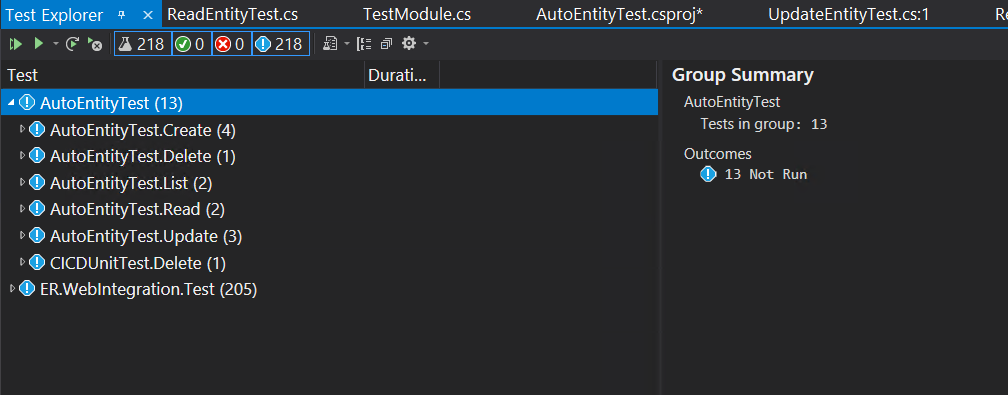 Test Explorer ReadEntityTest.cs TestModule.cs AutoEntityTest.csproj* UpdateEntityTest.cs:1 Re
218 0 0 218
Test Durati...
AutoEntityTest (13)
AutoEntityTest.Create (4)
AutoEntityTest.Delete (1)
AutoEntityTest.List (2)
AutoEntityTest.Read (2)
AutoEntityTest.Update (3)
CICDUnitTest.Delete (1)
ER.WebIntegration.Test (205)
Group Summary
AutoEntityTest
Tests in group: 13
Outcomes
13 Not Run